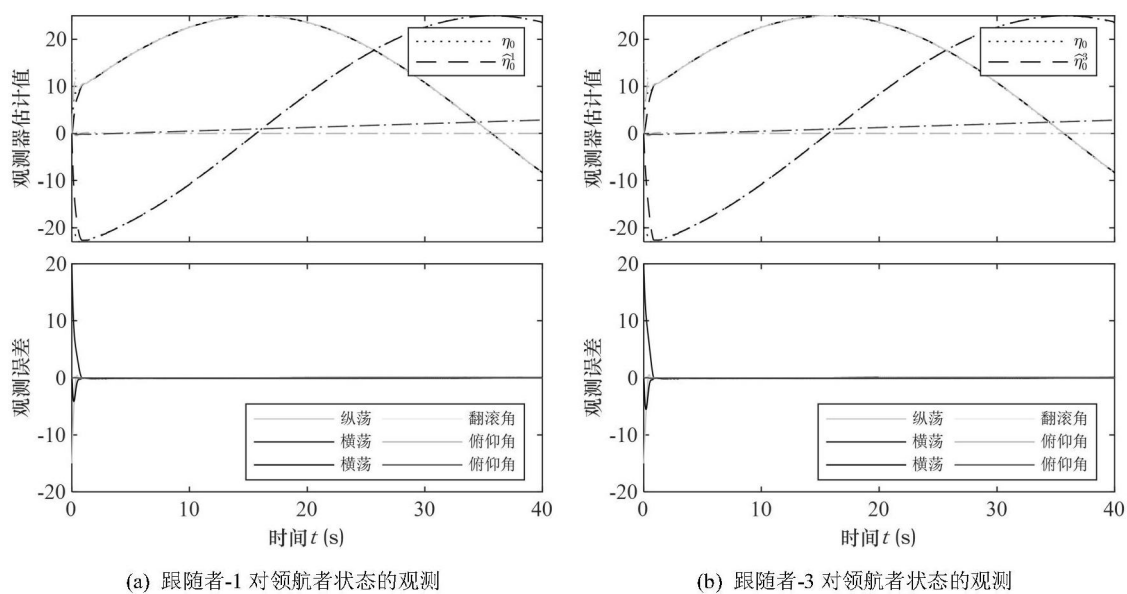 观测器估计值
20
10
0
-10
-20
η₀
η̂₀¹
观测误差
20
10
0
-10
-20
0
10
20
30
40
纵荡
翻滚角
横荡
俯仰角
横荡
俯仰角
时间 t (s)
(a) 跟随者-1 对领航者状态的观测
观测器估计值
20
10
0
-10
-20
η₀
η̂₀³
观测误差
20
10
0
-10
-20
0
10
20
30
40
纵荡
翻滚角
横荡
俯仰角
横荡
俯仰角
时间 t (s)
(b) 跟随者-3 对领航者状态的观测